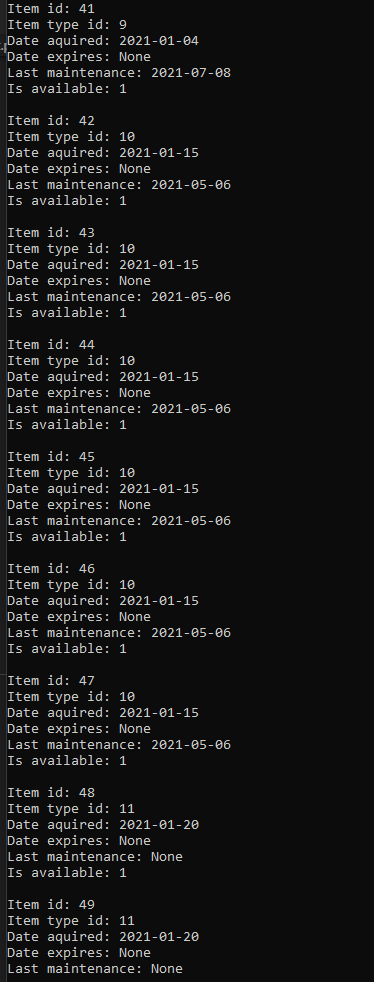 Item id: 41
Item type id: 9
Date aquired: 2021-01-04
Date expires: None
Last maintenance: 2021-07-08
Is available: 1
Item id: 42
Item type id: 10
Date aquired: 2021-01-15
Date expires: None
Last maintenance: 2021-05-06
Is available: 1
Item id: 43
Item type id: 10
Date aquired: 2021-01-15
Date expires: None
Last maintenance: 2021-05-06
Is available: 1
Item id: 44
Item type id: 10
Date aquired: 2021-01-15
Date expires: None
Last maintenance: 2021-05-06
Is available: 1
Item id: 45
Item type id: 10
Date aquired: 2021-01-15
Date expires: None
Last maintenance: 2021-05-06
Is available: 1
Item id: 46
Item type id: 10
Date aquired: 2021-01-15
Date expires: None
Last maintenance: 2021-05-06
Is available: 1
Item id: 47
Item type id: 10
Date aquired: 2021-01-15
Date expires: None
Last maintenance: 2021-05-06
Is available: 1
Item id: 48
Item type id: 11
Date aquired: 2021-01-20
Date expires: None
Last maintenance: None
Is available: 1
Item id: 49
Item type id: 11
Date aquired: 2021-01-20
Date expires: None
Last maintenance: None